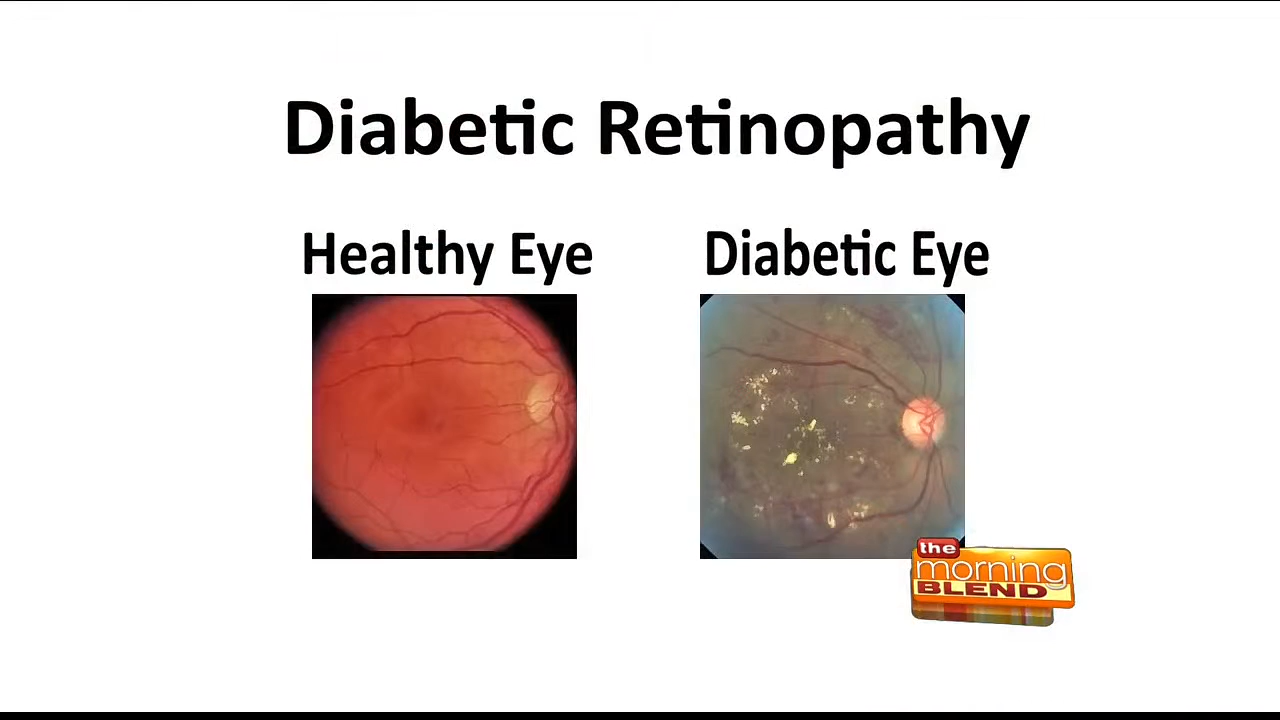 Diabetic Retinopathy
Healthy Eye
Diabetic Eye
the
morning
BLEND